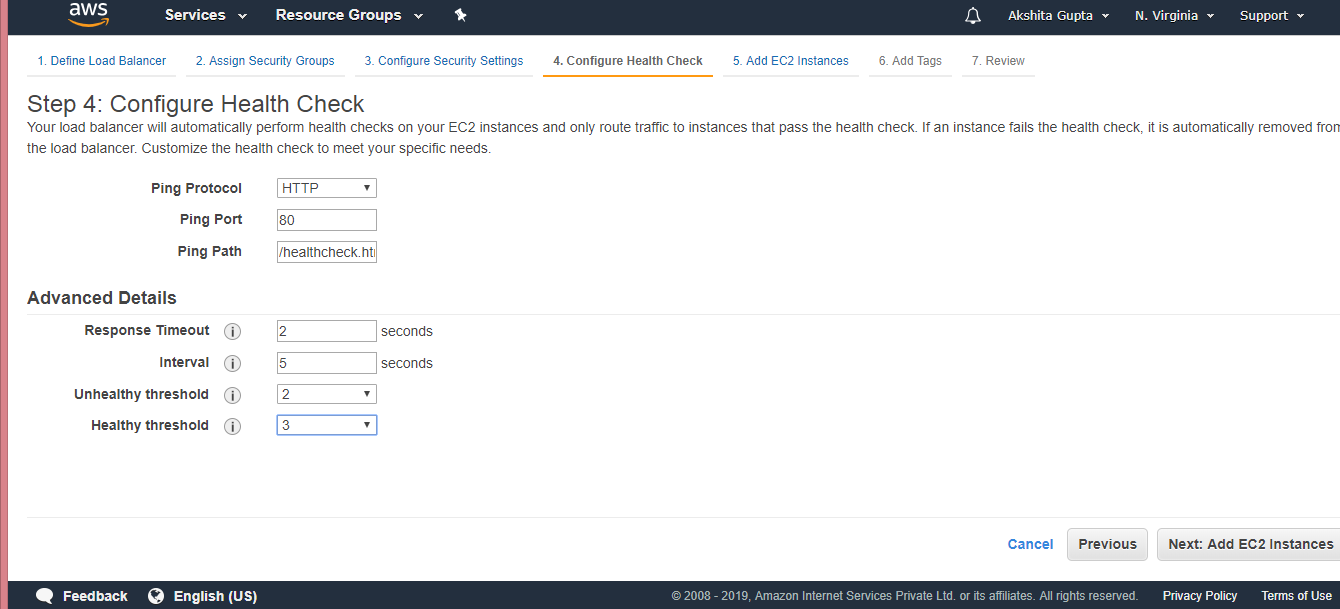 aws Services Resource Groups Akshita Gupta N. Virginia Support
1. Define Load Balancer 2. Assign Security Groups 3. Configure Security Settings 4. Configure Health Check 5. Add EC2 Instances 6. Add Tags 7. Review
Step 4: Configure Health Check
Your load balancer will automatically perform health checks on your EC2 instances and only route traffic to instances that pass the health check. If an instance fails the health check, it is automatically removed from
the load balancer. Customize the health check to meet your specific needs.
Ping Protocol HTTP
Ping Port 80
Ping Path /healthcheck.ht
Advanced Details
Response Timeout i 2 seconds
Interval i 5 seconds
Unhealthy threshold i 2
Healthy threshold i 3
Cancel Previous Next: Add EC2 Instances
Feedback English (US) © 2008 - 2019, Amazon Internet Services Private Ltd. or its affiliates. All rights reserved. Privacy Policy Terms of Use